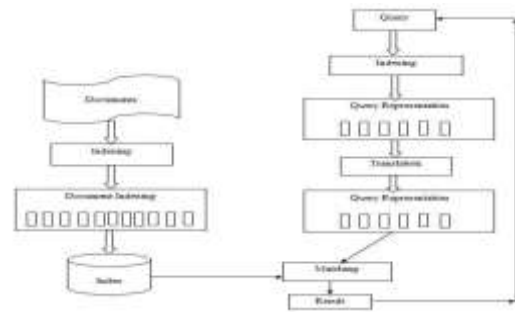 Query
Indexing
Query Representation
Translation
Query Representation
Documents
Indexing
Document Indexing
Index
Matching
Result